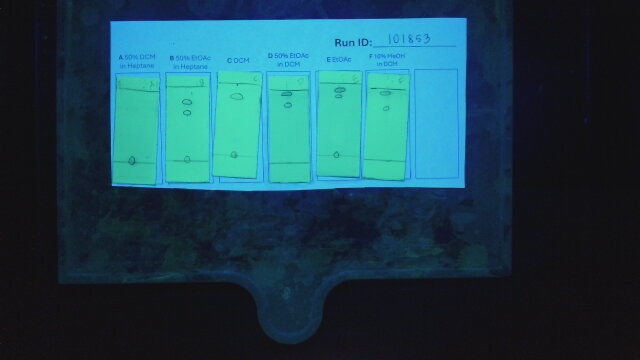 Run ID: 101853
A 50% DCM
in Heptane
B 50% EtOAc
in Heptane
C DCM
D 50% EtOAc
in DCM
E EtOAc
F 10% MeOH
in DCM